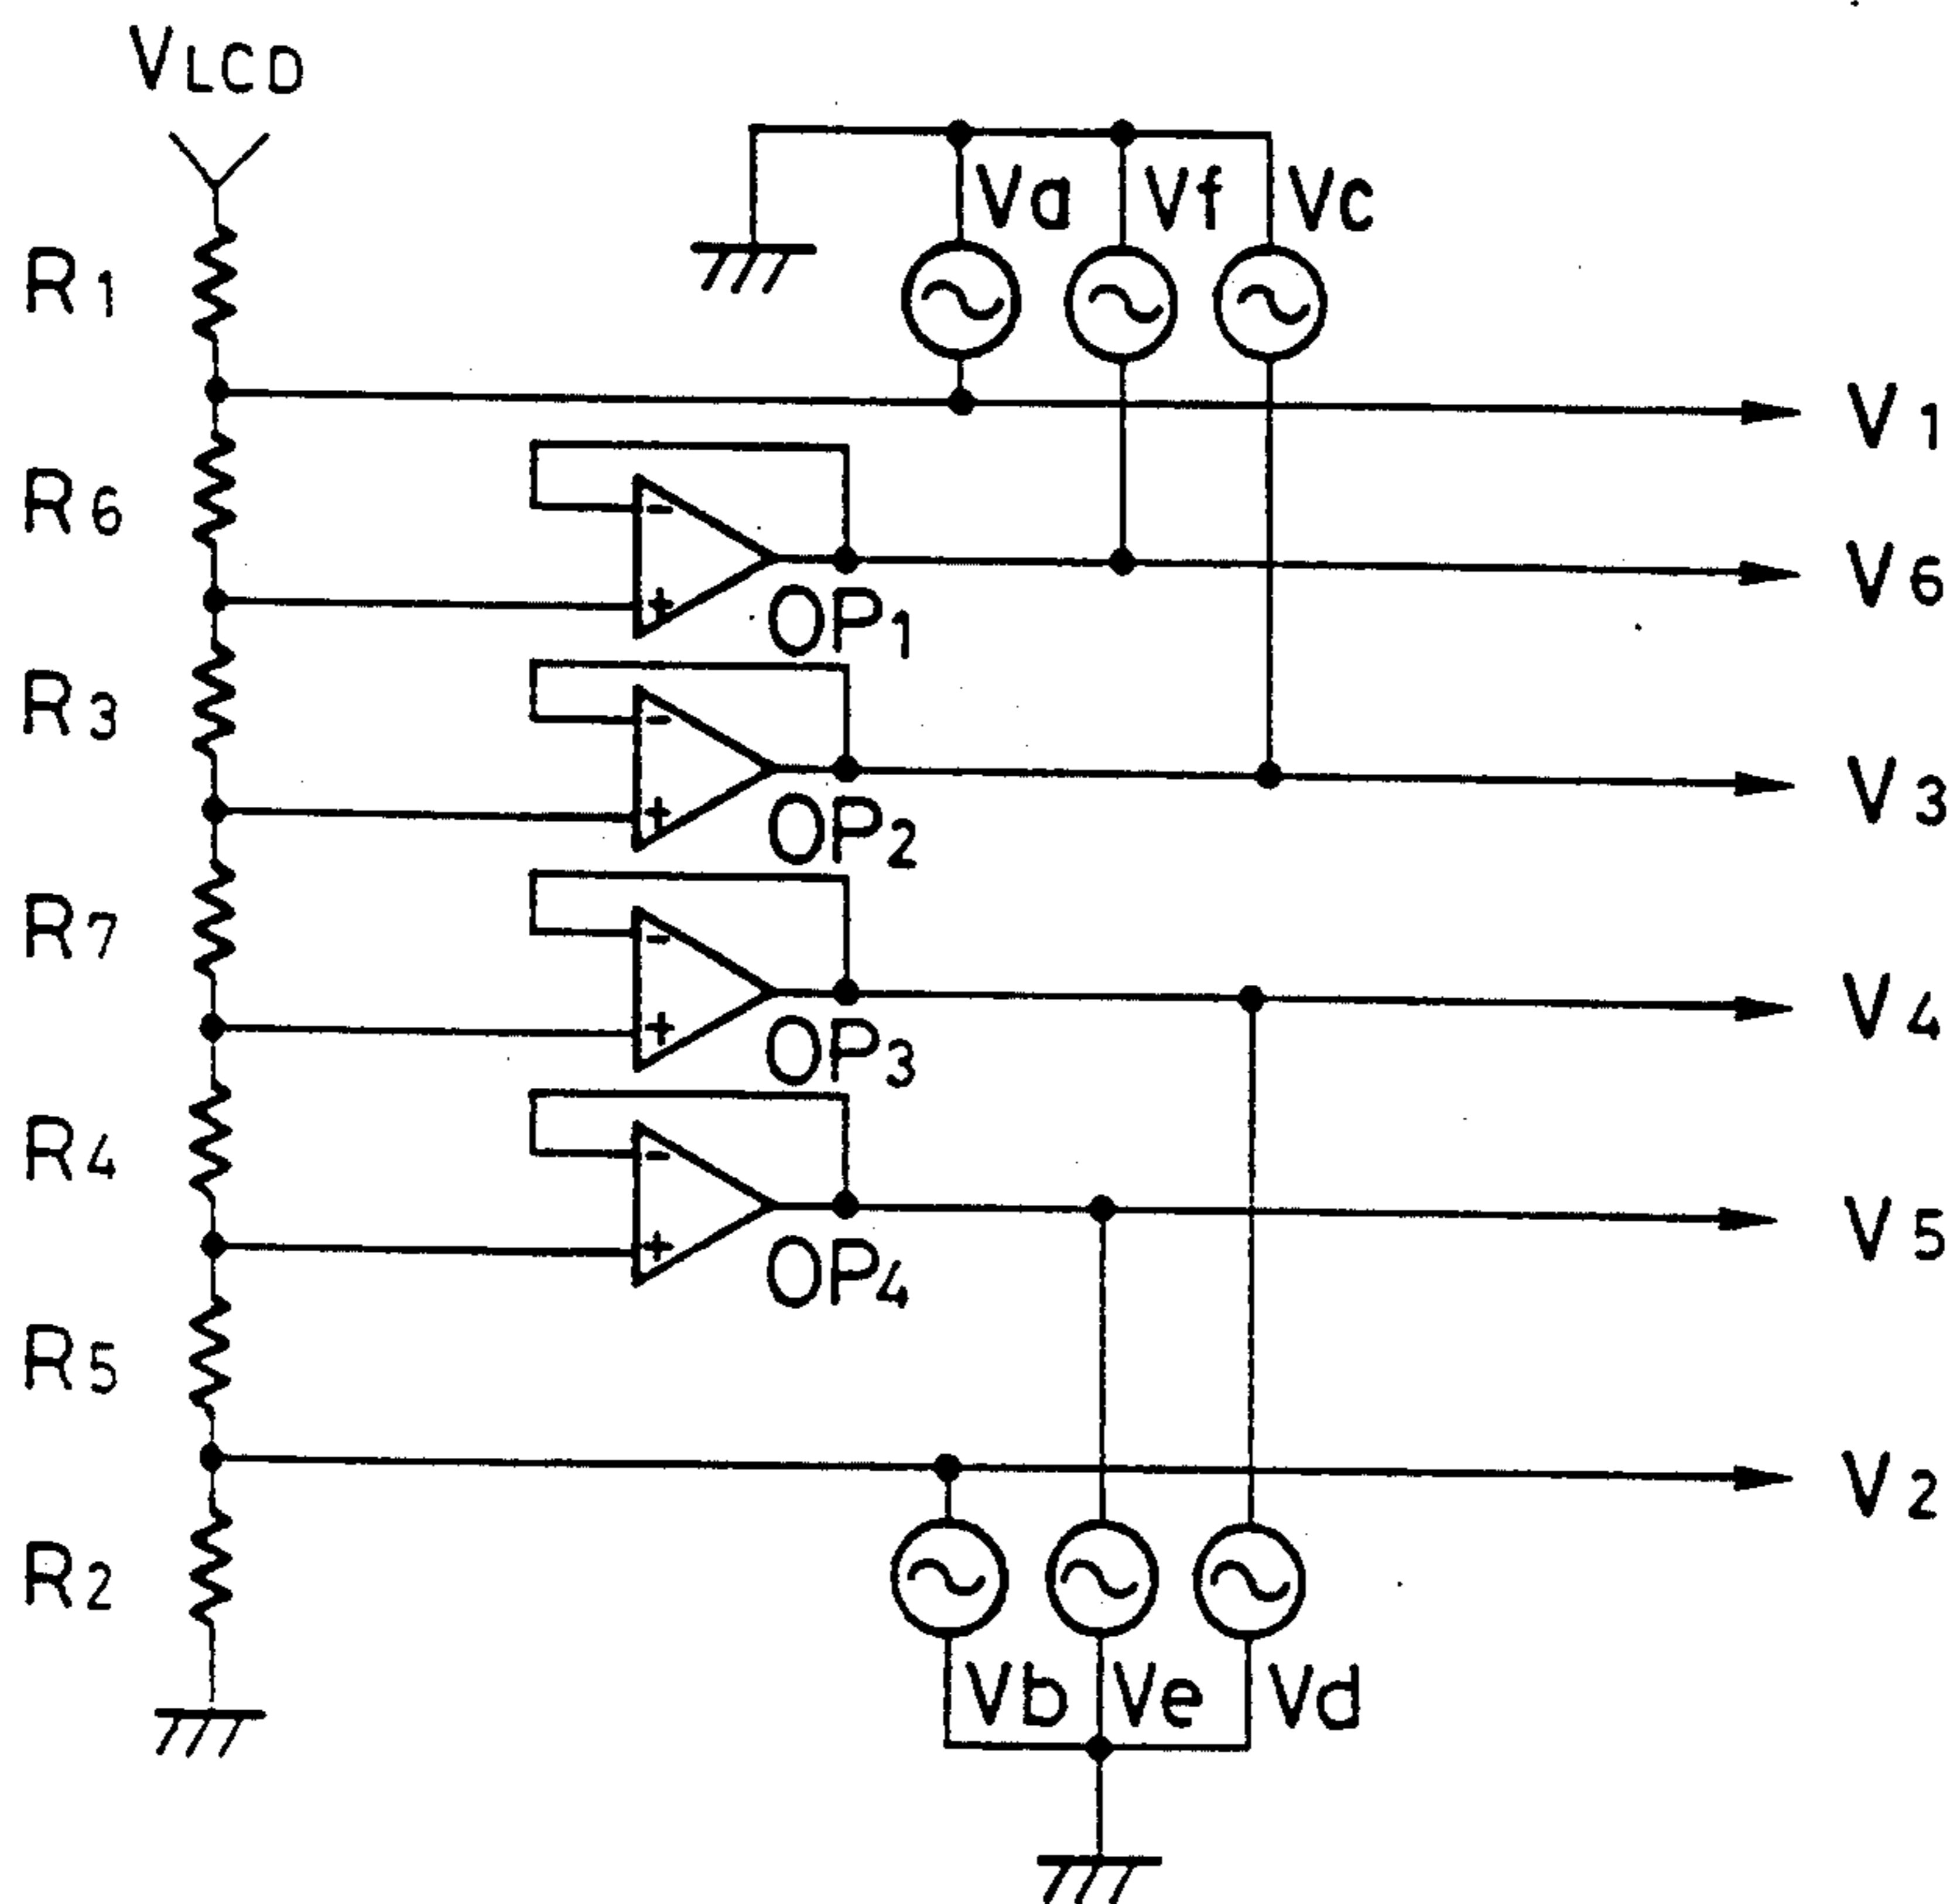 VLCD
Va Vf Vc
R1
V1
R6
- + OP1
V6
R3
- + OP2
V3
R7
- + OP3
V4
R4
- + OP4
V5
R5
V2
R2
Vb Ve Vd